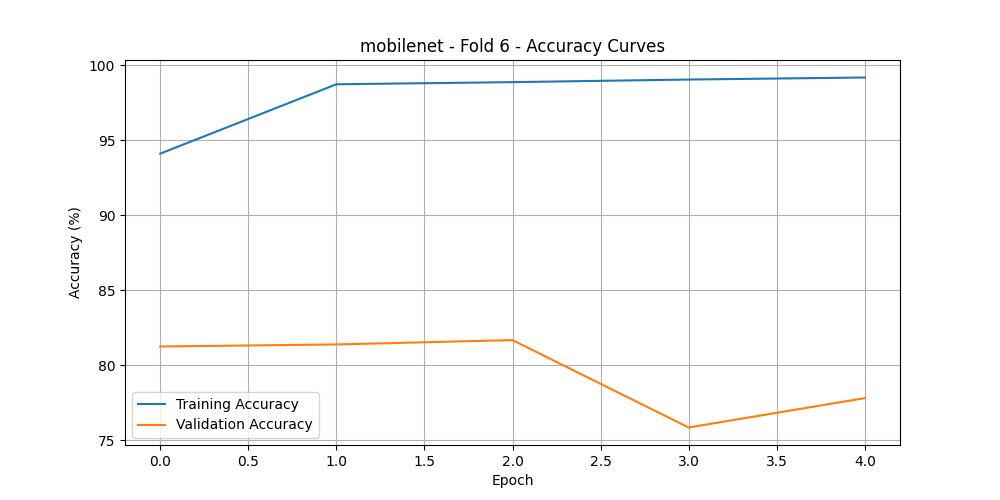 mobilenet - Fold 6 - Accuracy Curves
Accuracy (%)
100
95
90
85
80
75
Training Accuracy
Validation Accuracy
0.0 0.5 1.0 1.5 2.0 2.5 3.0 3.5 4.0
Epoch